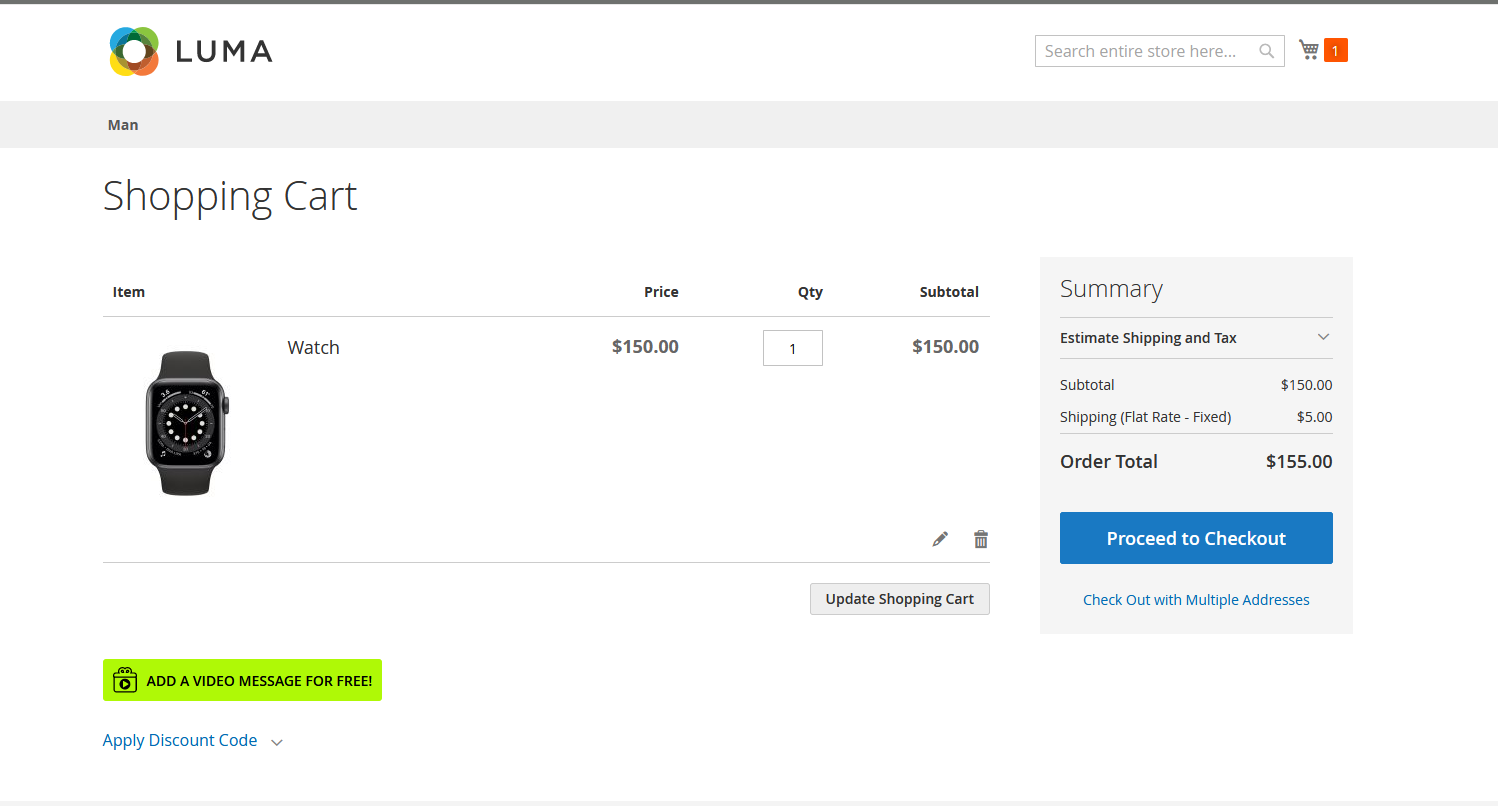 LUMA
Search entire store here...
1
Man
Shopping Cart
Item Price Qty Subtotal
Watch $150.00 1 $150.00
Update Shopping Cart
ADD A VIDEO MESSAGE FOR FREE!
Apply Discount Code
Summary
Estimate Shipping and Tax
Subtotal $150.00
Shipping (Flat Rate - Fixed) $5.00
Order Total $155.00
Proceed to Checkout
Check Out with Multiple Addresses